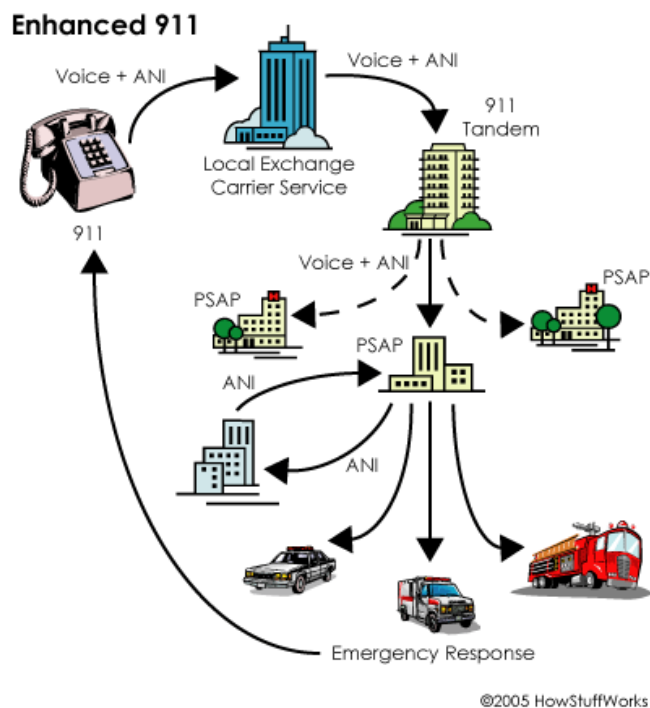 Enhanced 911
Voice + ANI
Voice + ANI
911
Tandem
Local Exchange
Carrier Service
911
Voice + ANI
PSAP
PSAP
PSAP
ANI
ANI
Emergency Response
©2005 HowStuffWorks